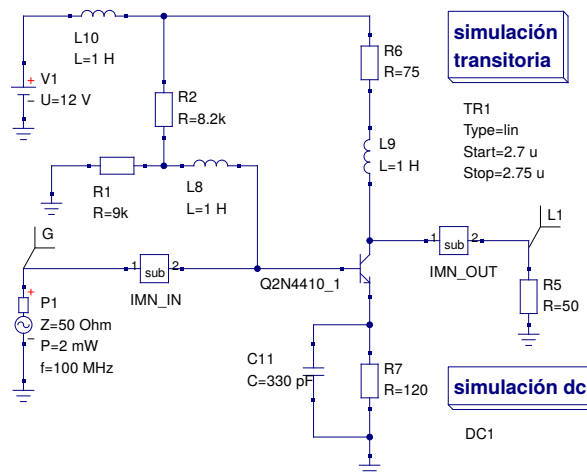 L10
L=1 H
V1
U=12 V
R2
R=8.2k
R1
R=9k
L8
L=1 H
R6
R=75
L9
L=1 H
simulación
transitoria
TR1
Type=lin
Start=2.7 u
Stop=2.75 u
G
1 sub 2
IMN_IN
Q2N4410_1
1 sub 2
IMN_OUT
L1
R5
R=50
P1
Z=50 Ohm
P=2 mW
f=100 MHz
C11
C=330 pF
R7
R=120
simulación dc
DC1